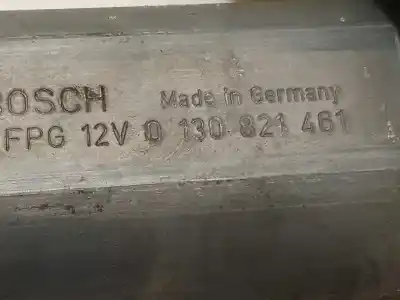 BOSCH Made in Germany
FPG 12V 0 130 821 461